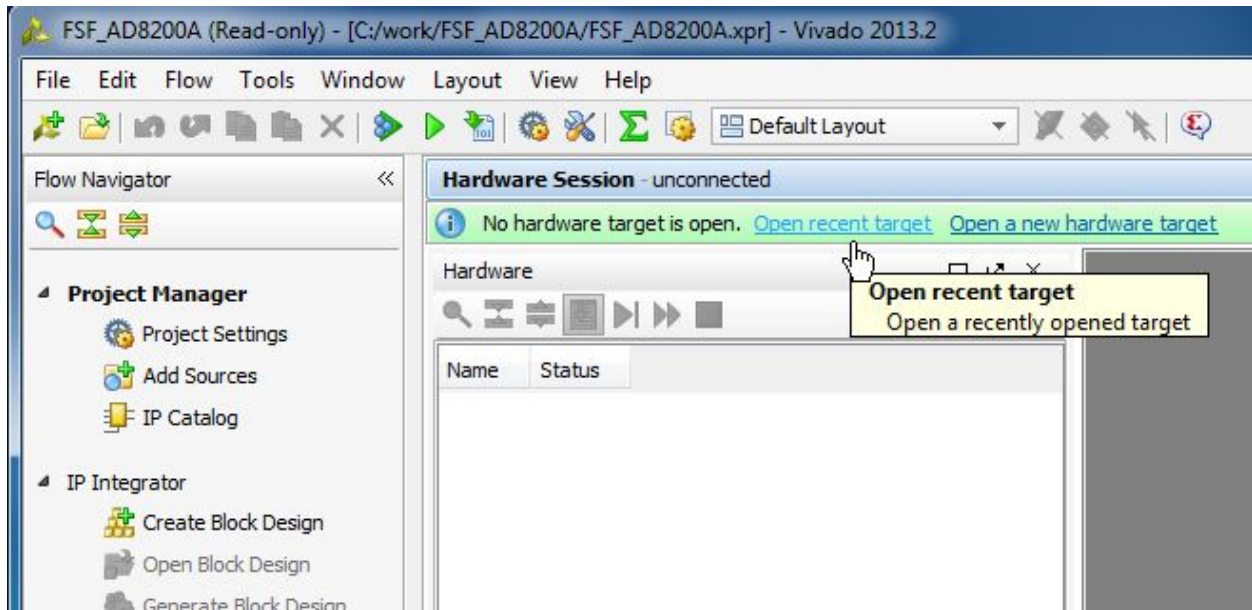 FSF_AD8200A (Read-only) - [C:/work/FSF_AD8200A/FSF_AD8200A.xpr] - Vivado 2013.2
File Edit Flow Tools Window Layout View Help
Default Layout
Flow Navigator
Hardware Session - unconnected
No hardware target is open. Open recent target Open a new hardware target
Hardware
Open recent target
Open a recently opened target
Name Status
Project Manager
Project Settings
Add Sources
IP Catalog
IP Integrator
Create Block Design
Open Block Design
Generate Block Design